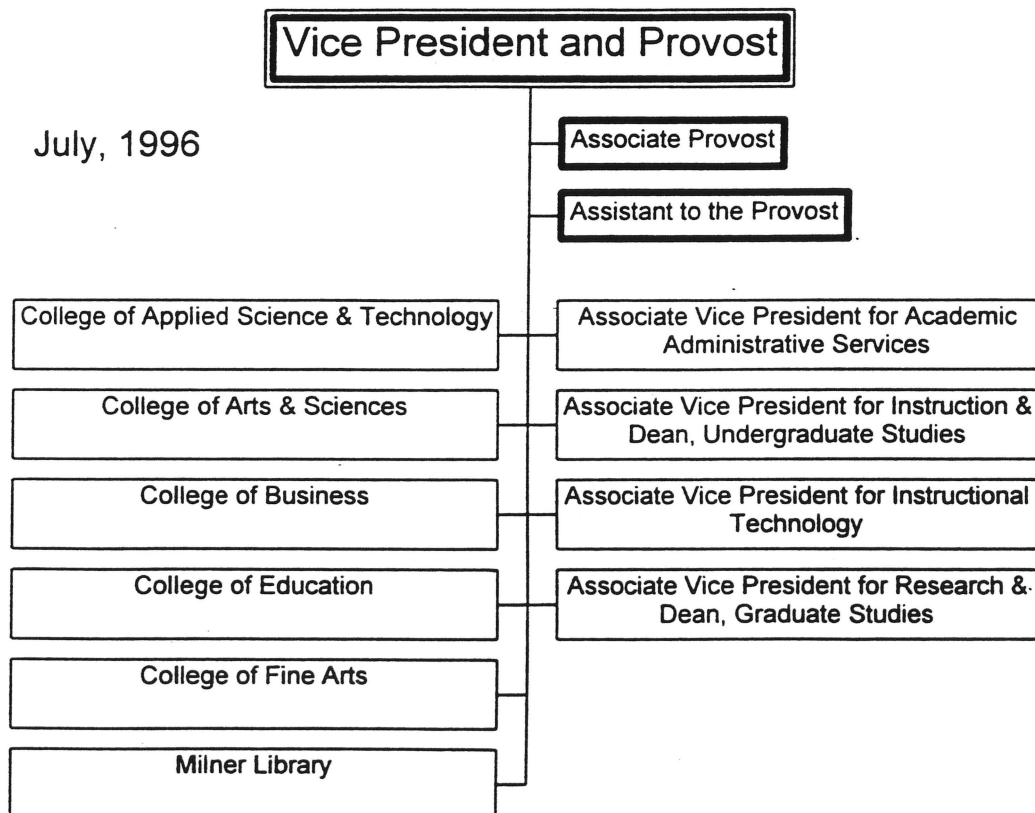 Vice President and Provost
July, 1996
Associate Provost
Assistant to the Provost
College of Applied Science & Technology
Associate Vice President for Academic
Administrative Services
College of Arts & Sciences
Associate Vice President for Instruction &
Dean, Undergraduate Studies
College of Business
Associate Vice President for Instructional
Technology
College of Education
Associate Vice President for Research &
Dean, Graduate Studies
College of Fine Arts
Milner Library